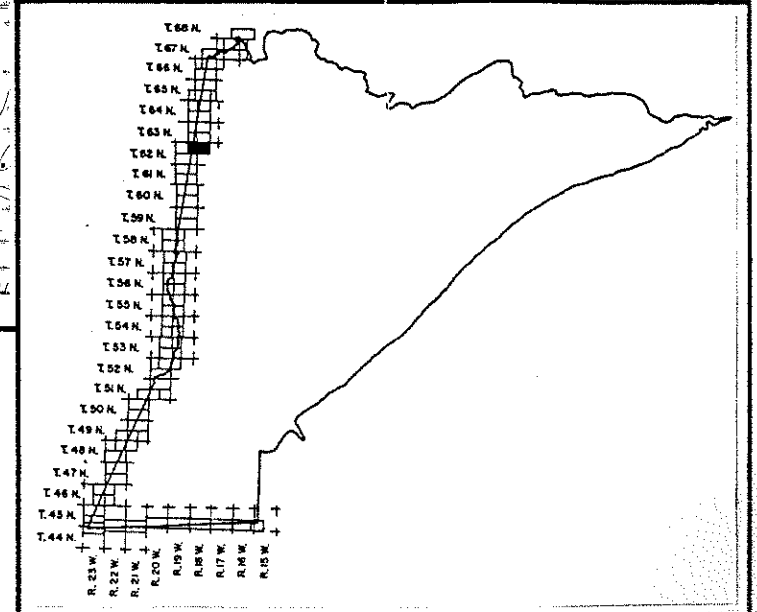 T.68 N.
T.67 N.
T.66 N.
T.65 N.
T.64 N.
T.63 N.
T.62 N.
T.61 N.
T.60 N.
T.59 N.
T.58 N.
T.57 N.
T.56 N.
T.55 N.
T.54 N.
T.53 N.
T.52 N.
T.51 N.
T.50 N.
T.49 N.
T.48 N.
T.47 N.
T.46 N.
T.45 N.
T.44 N.
R. 23 W.
R. 22 W.
R. 21 W.
R. 20 W.
R. 19 W.
R. 18 W.
R. 17 W.
R. 16 W.
R. 15 W.